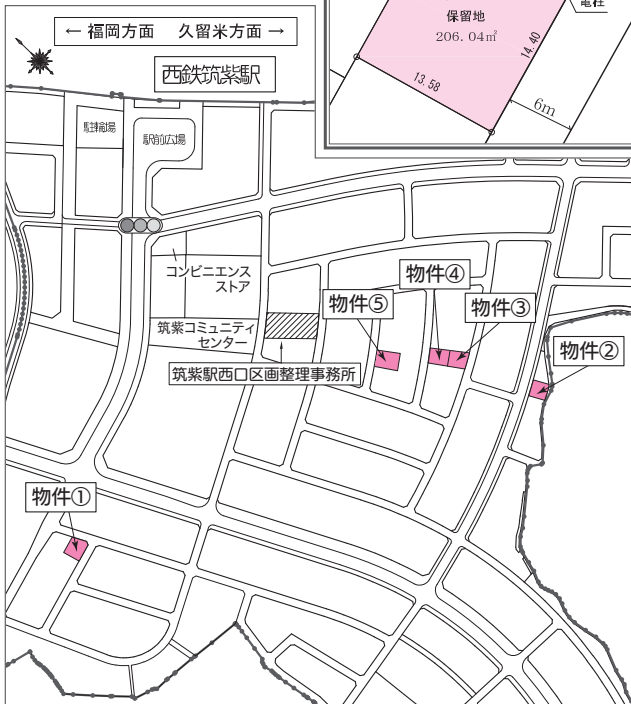 ← 福岡方面　久留米方面 →
西鉄筑紫駅
保留地
206.04㎡
14.40
13.58
6m
電柱
駐輪場
駅前広場
コンビニエンス
ストア
筑紫コミュニティ
センター
筑紫駅西口区画整理事務所
物件⑤
物件④
物件③
物件②
物件①